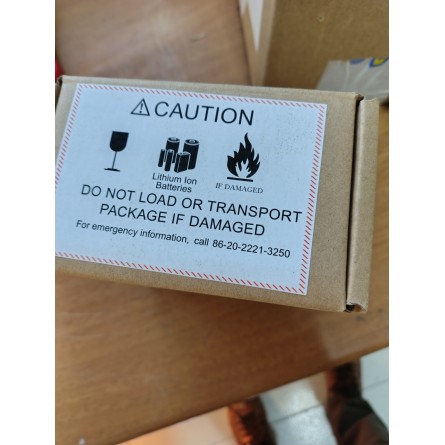 CAUTION
Lithium Ion
Batteries
IF DAMAGED
DO NOT LOAD OR TRANSPORT
PACKAGE IF DAMAGED
For emergency information, call 86-20-2221-3250